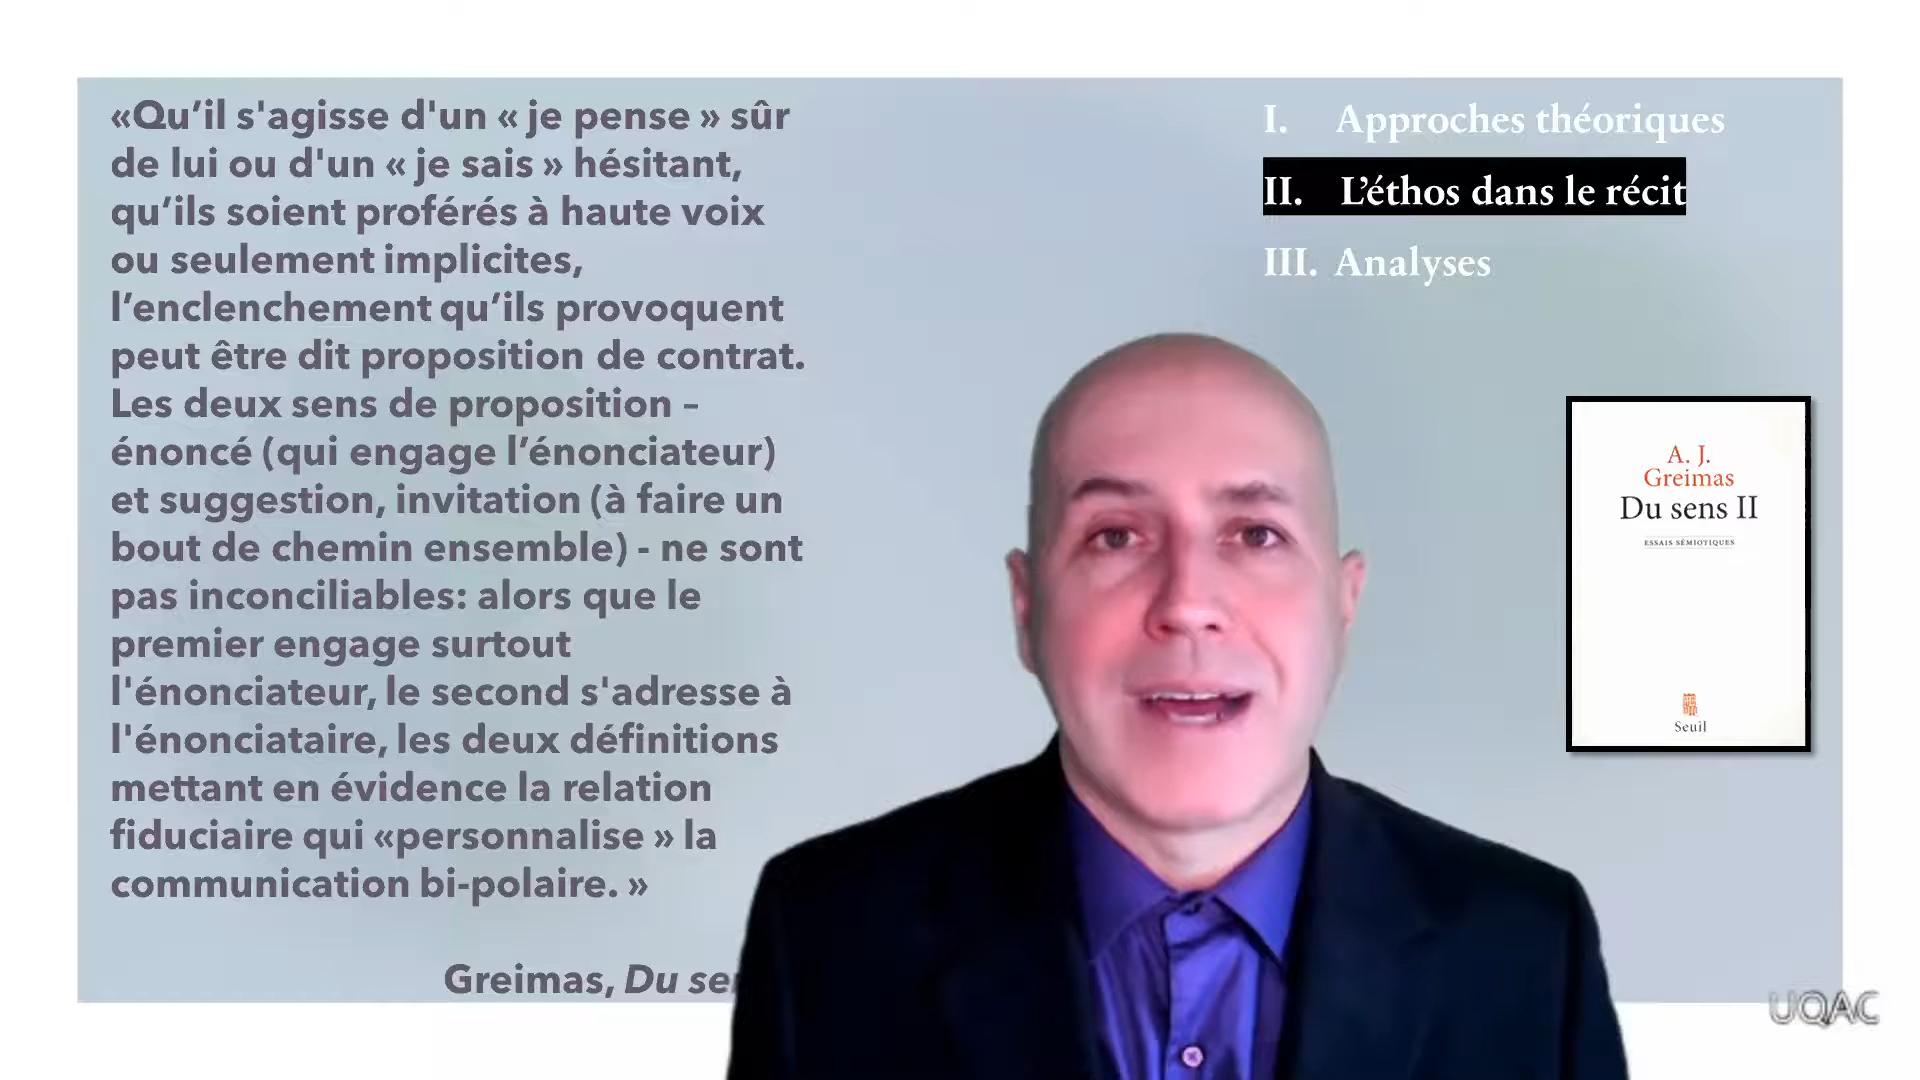 «Qu’il s'agisse d'un « je pense » sûr
de lui ou d'un « je sais » hésitant,
qu’ils soient proférés à haute voix
ou seulement implicites,
l’enclenchement qu’ils provoquent
peut être dit proposition de contrat.
Les deux sens de proposition –
énoncé (qui engage l’énonciateur)
et suggestion, invitation (à faire un
bout de chemin ensemble) - ne sont
pas inconciliables: alors que le
premier engage surtout
l'énonciateur, le second s'adresse à
l'énonciataire, les deux définitions
mettant en évidence la relation
fiduciaire qui «personnalise » la
communication bi-polaire. »
Greimas, Du
I. Approches théoriques
II. L’éthos dans le récit
III. Analyses
A. J.
Greimas
Du sens II
ESSAIS SÉMIOTIQUES
Seuil
UQAC